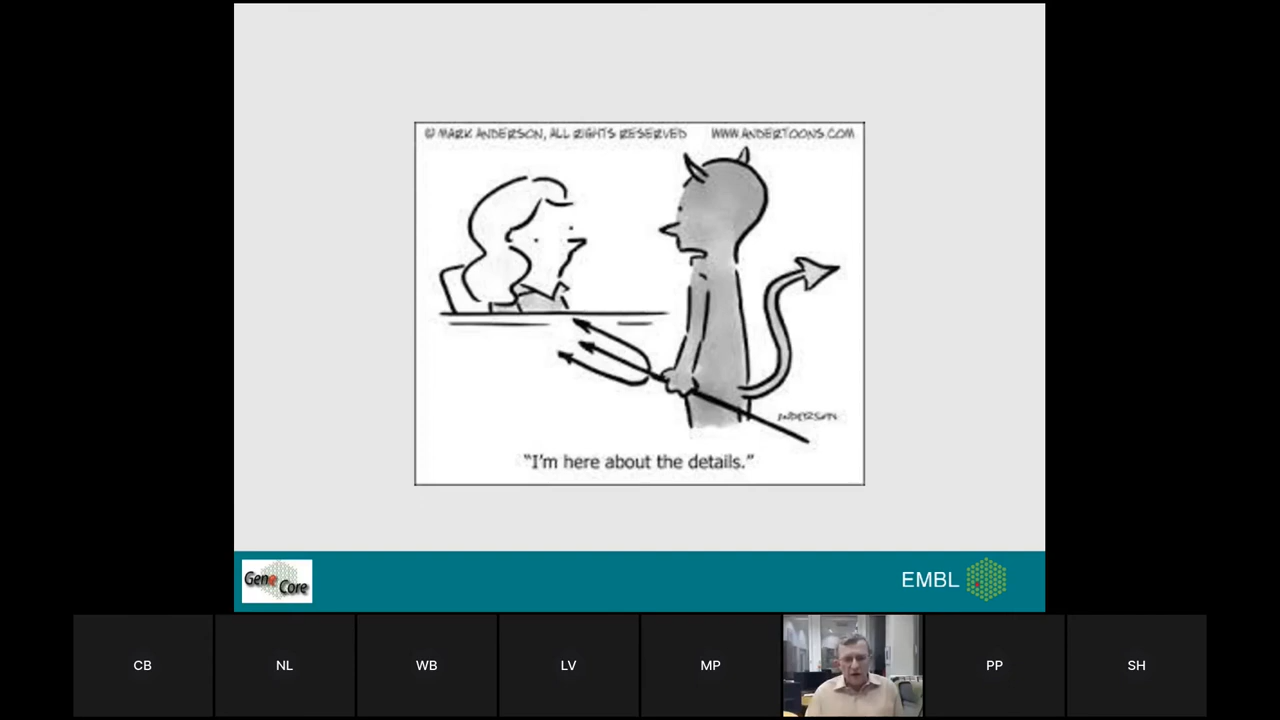 © MARK ANDERSON, ALL RIGHTS RESERVED WWW.ANDERTOONS.COM
ANDERSON
"I'm here about the details."
Gene Core
EMBL
CB
NL
WB
LV
MP
PP
SH